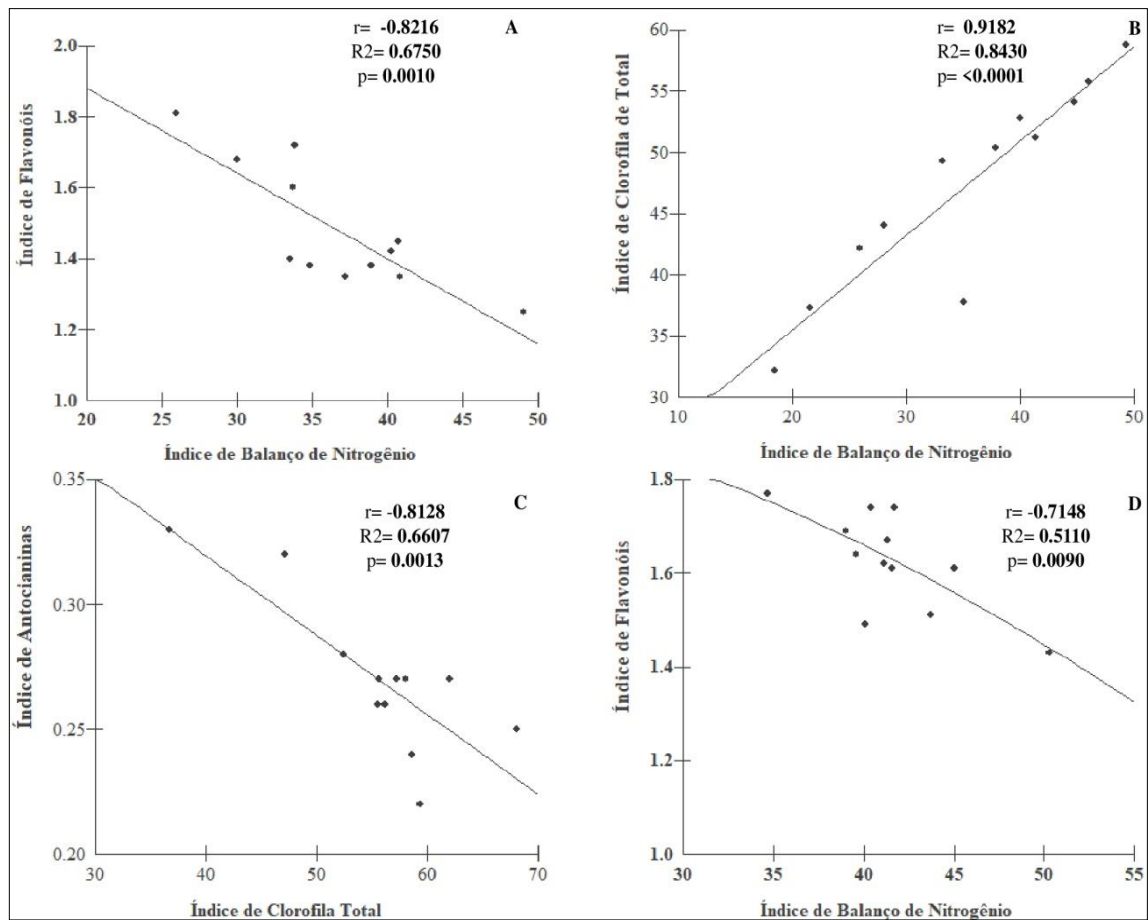 r= -0.8216
R2= 0.6750
p= 0.0010
A
2.0
1.8
1.6
1.4
1.2
1.0
Índice de Flavonóis
20 25 30 35 40 45 50
Índice de Balanço de Nitrogênio
r= 0.9182
R2= 0.8430
p= <0.0001
B
60
55
50
45
40
35
30
Índice de Clorofila de Total
10 20 30 40 50
Índice de Balanço de Nitrogênio
r= -0.8128
R2= 0.6607
p= 0.0013
C
0.35
0.30
0.25
0.20
Índice de Antocianinas
30 40 50 60 70
Índice de Clorofila Total
r= -0.7148
R2= 0.5110
p= 0.0090
D
1.8
1.6
1.4
1.2
1.0
Índice de Flavonóis
30 35 40 45 50 55
Índice de Balanço de Nitrogênio